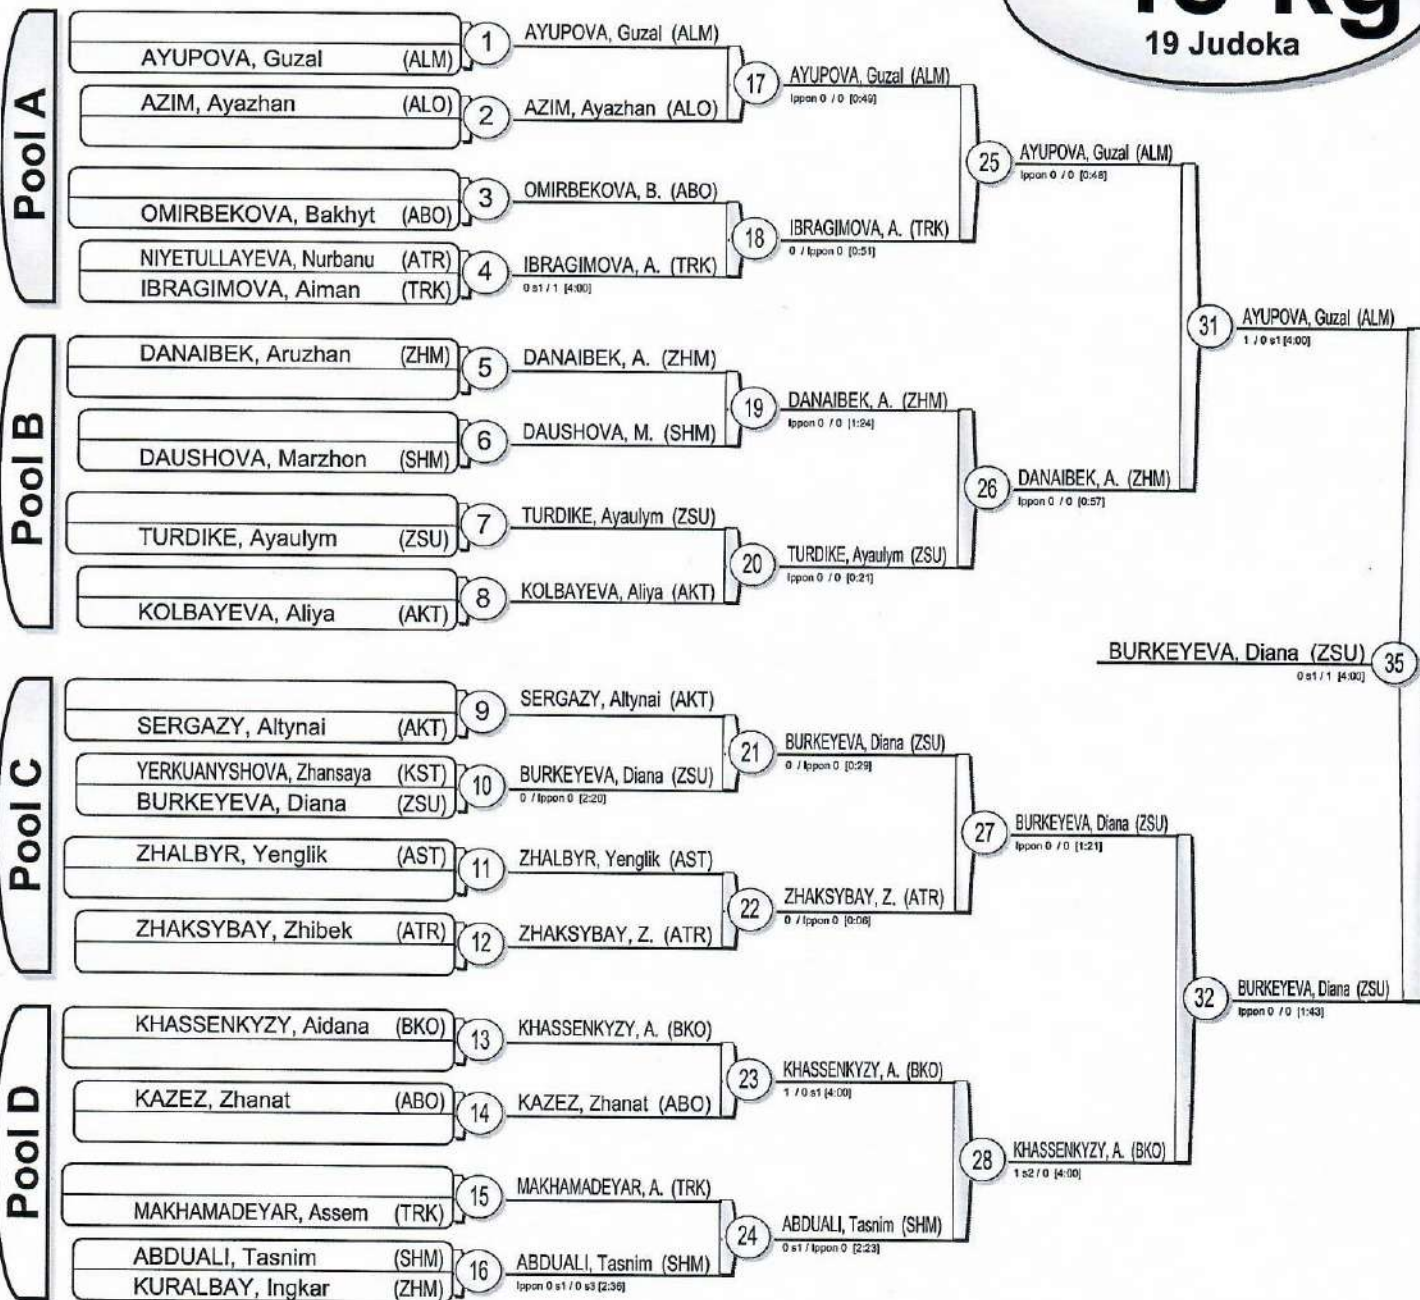 kg
19 Judoka
Pool A
AYUPOVA, Guzal (ALM)
1
AZIM, Ayazhan (ALO)
2
OMIRBEKOVA, Bakhyt (ABO)
3
NIYETULLAYEVA, Nurbanu (ATR)
IBRAGIMOVA, Aiman (TRK)
4
AYUPOVA, Guzal (ALM)
AZIM, Ayazhan (ALO)
OMIRBEKOVA, B. (ABO)
IBRAGIMOVA, A. (TRK)
0 s1 / 1 [4:00]
17
AYUPOVA, Guzal (ALM)
Ippon 0 / 0 [0:49]
18
IBRAGIMOVA, A. (TRK)
0 / Ippon 0 [0:51]
25
AYUPOVA, Guzal (ALM)
Ippon 0 / 0 [0:48]
Pool B
DANAIBEK, Aruzhan (ZHM)
5
DAUSHOVA, Marzhon (SHM)
6
TURDIKE, Ayaulym (ZSU)
7
KOLBAYEVA, Aliya (AKT)
8
DANAIBEK, A. (ZHM)
DAUSHOVA, M. (SHM)
TURDIKE, Ayaulym (ZSU)
KOLBAYEVA, Aliya (AKT)
19
DANAIBEK, A. (ZHM)
Ippon 0 / 0 [1:24]
20
TURDIKE, Ayaulym (ZSU)
Ippon 0 / 0 [0:21]
26
DANAIBEK, A. (ZHM)
Ippon 0 / 0 [0:57]
31
AYUPOVA, Guzal (ALM)
1 / 0 s1 [4:00]
BURKEYEVA, Diana (ZSU)
0 s1 / 1 [4:00]
35
Pool C
SERGAZY, Altynai (AKT)
9
YERKUANYSHOVA, Zhansaya (KST)
BURKEYEVA, Diana (ZSU)
10
ZHALBYR, Yenglik (AST)
11
ZHAKSYBAY, Zhibek (ATR)
12
SERGAZY, Altynai (AKT)
BURKEYEVA, Diana (ZSU)
0 / Ippon 0 [2:20]
ZHALBYR, Yenglik (AST)
ZHAKSYBAY, Z. (ATR)
21
BURKEYEVA, Diana (ZSU)
0 / Ippon 0 [0:29]
22
ZHAKSYBAY, Z. (ATR)
0 / Ippon 0 [0:06]
27
BURKEYEVA, Diana (ZSU)
Ippon 0 / 0 [1:21]
Pool D
KHASSENKYZY, Aidana (BKO)
13
KAZEZ, Zhanat (ABO)
14
MAKHAMADEYAR, Assem (TRK)
15
ABDUALI, Tasnim (SHM)
KURALBAY, Ingkar (ZHM)
16
KHASSENKYZY, A. (BKO)
KAZEZ, Zhanat (ABO)
MAKHAMADEYAR, A. (TRK)
ABDUALI, Tasnim (SHM)
Ippon 0 s1 / 0 s3 [2:36]
23
KHASSENKYZY, A. (BKO)
1 / 0 s1 [4:00]
24
ABDUALI, Tasnim (SHM)
0 s1 / Ippon 0 [2:23]
28
KHASSENKYZY, A. (BKO)
1 s2 / 0 [4:00]
32
BURKEYEVA, Diana (ZSU)
Ippon 0 / 0 [1:43]